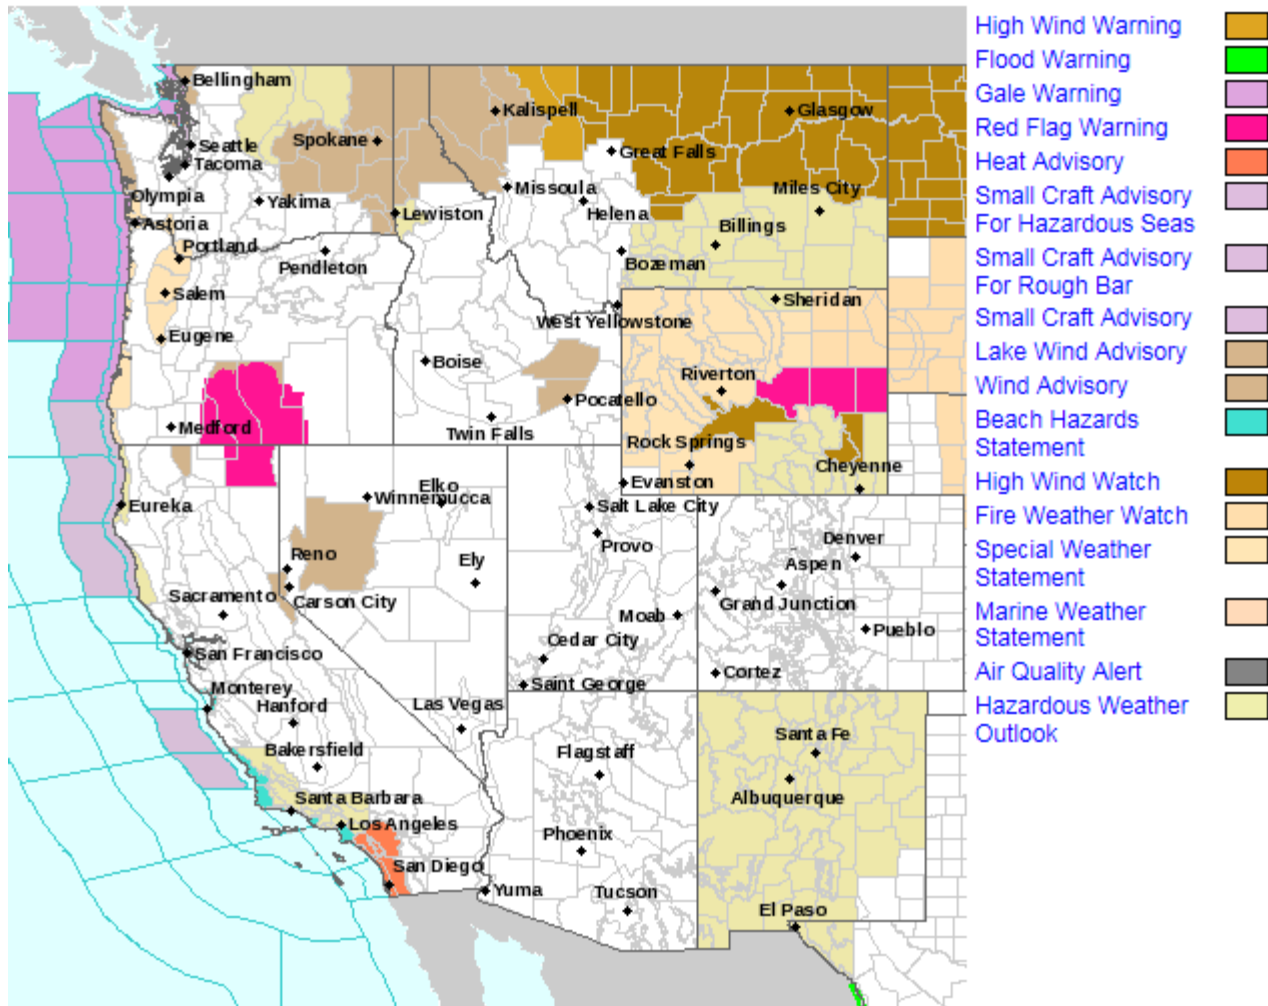 High Wind Warning
Flood Warning
Gale Warning
Red Flag Warning
Heat Advisory
Small Craft Advisory
For Hazardous Seas
Small Craft Advisory
For Rough Bar
Small Craft Advisory
Lake Wind Advisory
Wind Advisory
Beach Hazards
Statement
High Wind Watch
Fire Weather Watch
Special Weather
Statement
Marine Weather
Statement
Air Quality Alert
Hazardous Weather
Outlook
Bellingham
Kalispell
Glasgow
Spokane
Seattle
Great Falls
Tacoma
Missoula
Miles City
Olympia
Yakima
Lewiston
Helena
Astoria
Billings
Portland
Pendleton
Bozeman
Salem
Sheridan
West Yellowstone
Eugene
Boise
Riverton
Pocatello
Medford
Twin Falls
Rock Springs
Cheyenne
Evanston
Elko
Winnemucca
Eureka
Salt Lake City
Provo
Denver
Reno
Ely
Aspen
Sacramento
Carson City
Grand Junction
Moab
Pueblo
Cedar City
San Francisco
Cortez
Saint George
Monterey
Hanford
Las Vegas
Bakersfield
Flagstaff
Santa Fe
Santa Barbara
Albuquerque
Los Angeles
Phoenix
San Diego
Yuma
Tucson
El Paso